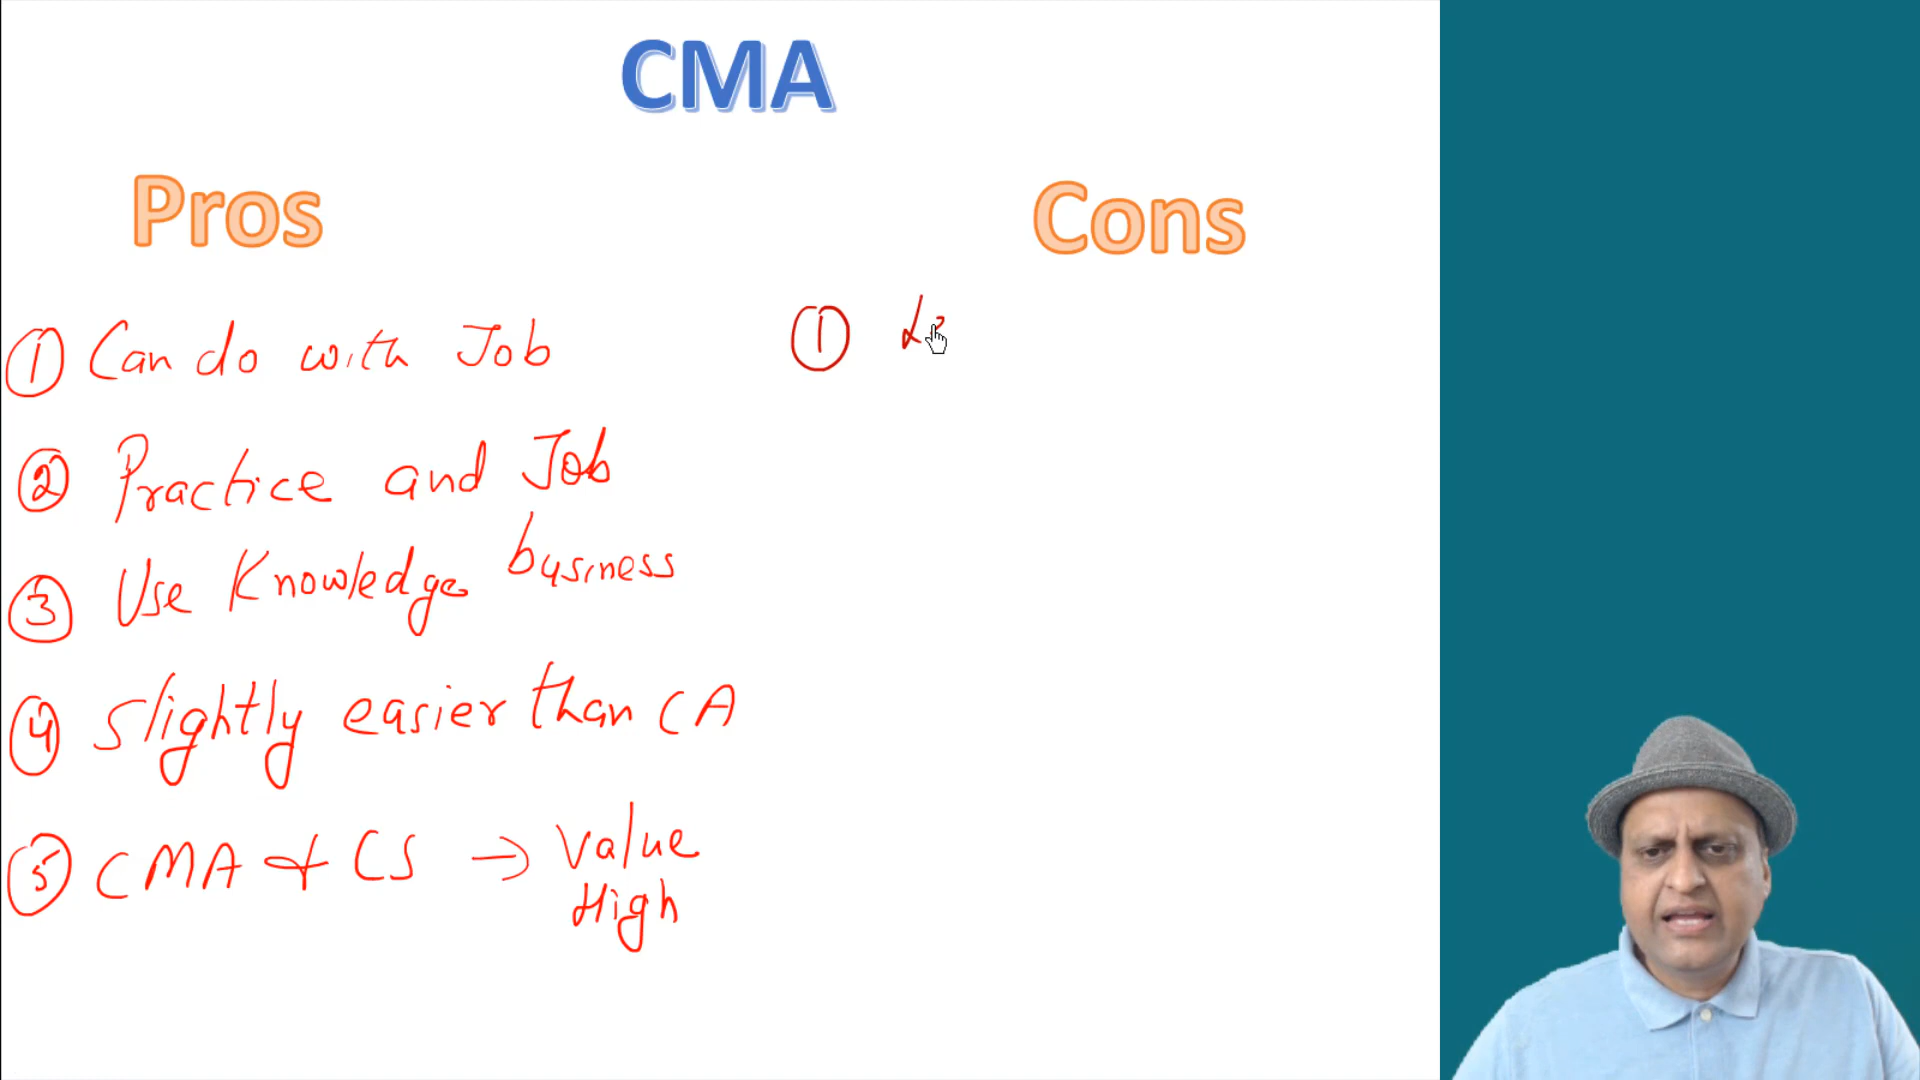 CMA
Pros
Cons
① Can do with Job
② Practice and Job
③ Use Knowledge business
④ Slightly easier than CA
⑤ CMA + CS → Value
High
①